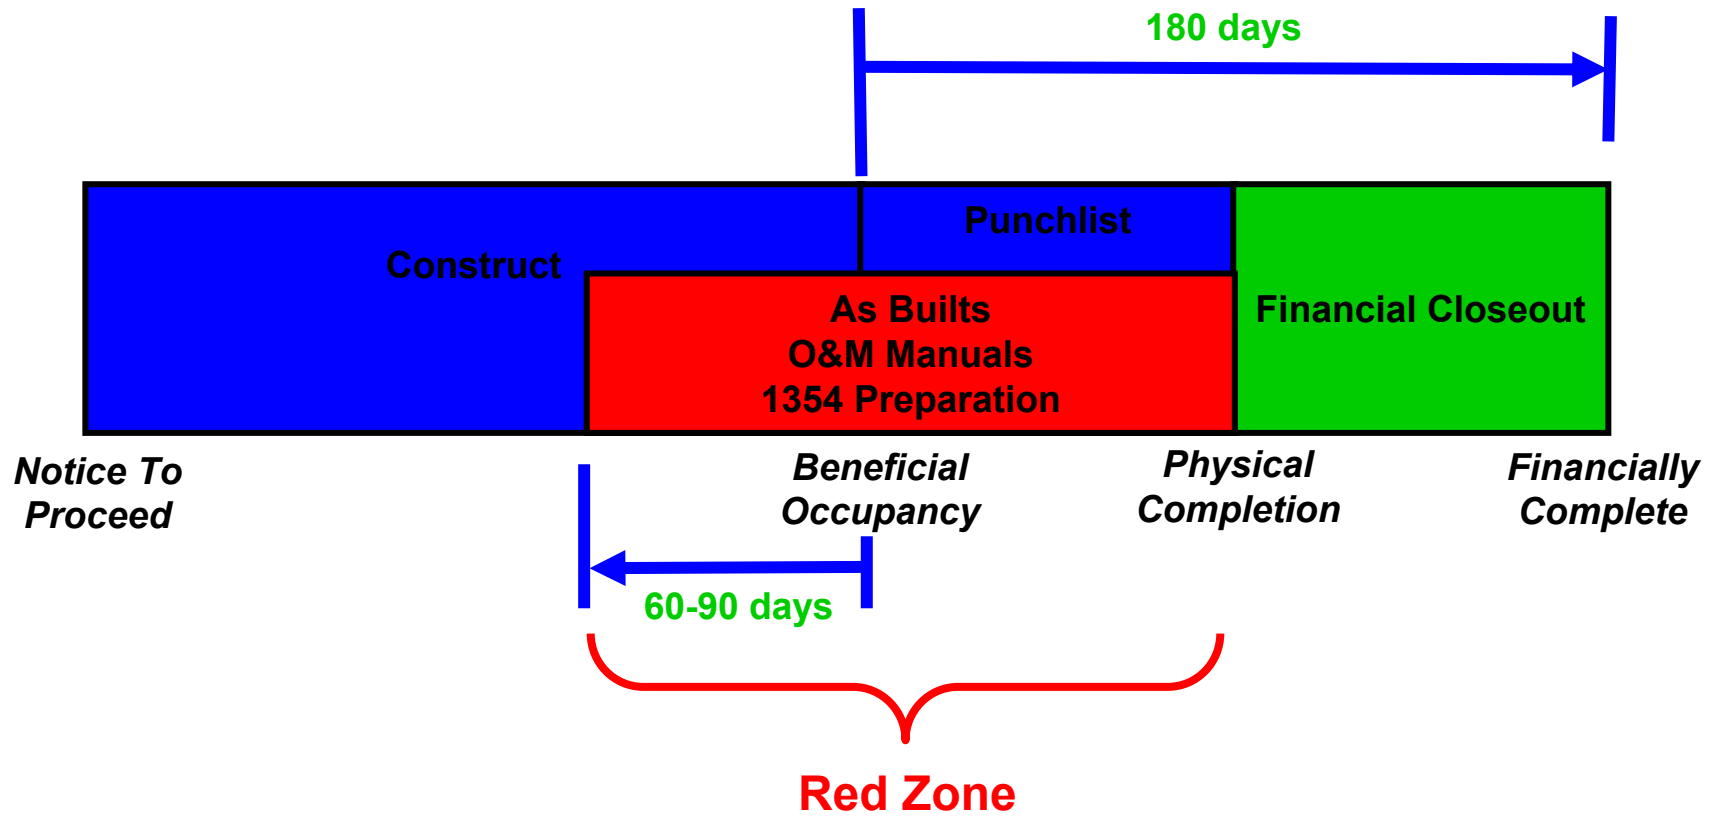 180 days
Punchlist
Construct
As Builts
O&M Manuals
1354 Preparation
Financial Closeout
Notice To
Proceed
Beneficial
Occupancy
Physical
Completion
Financially
Complete
60-90 days
Red Zone